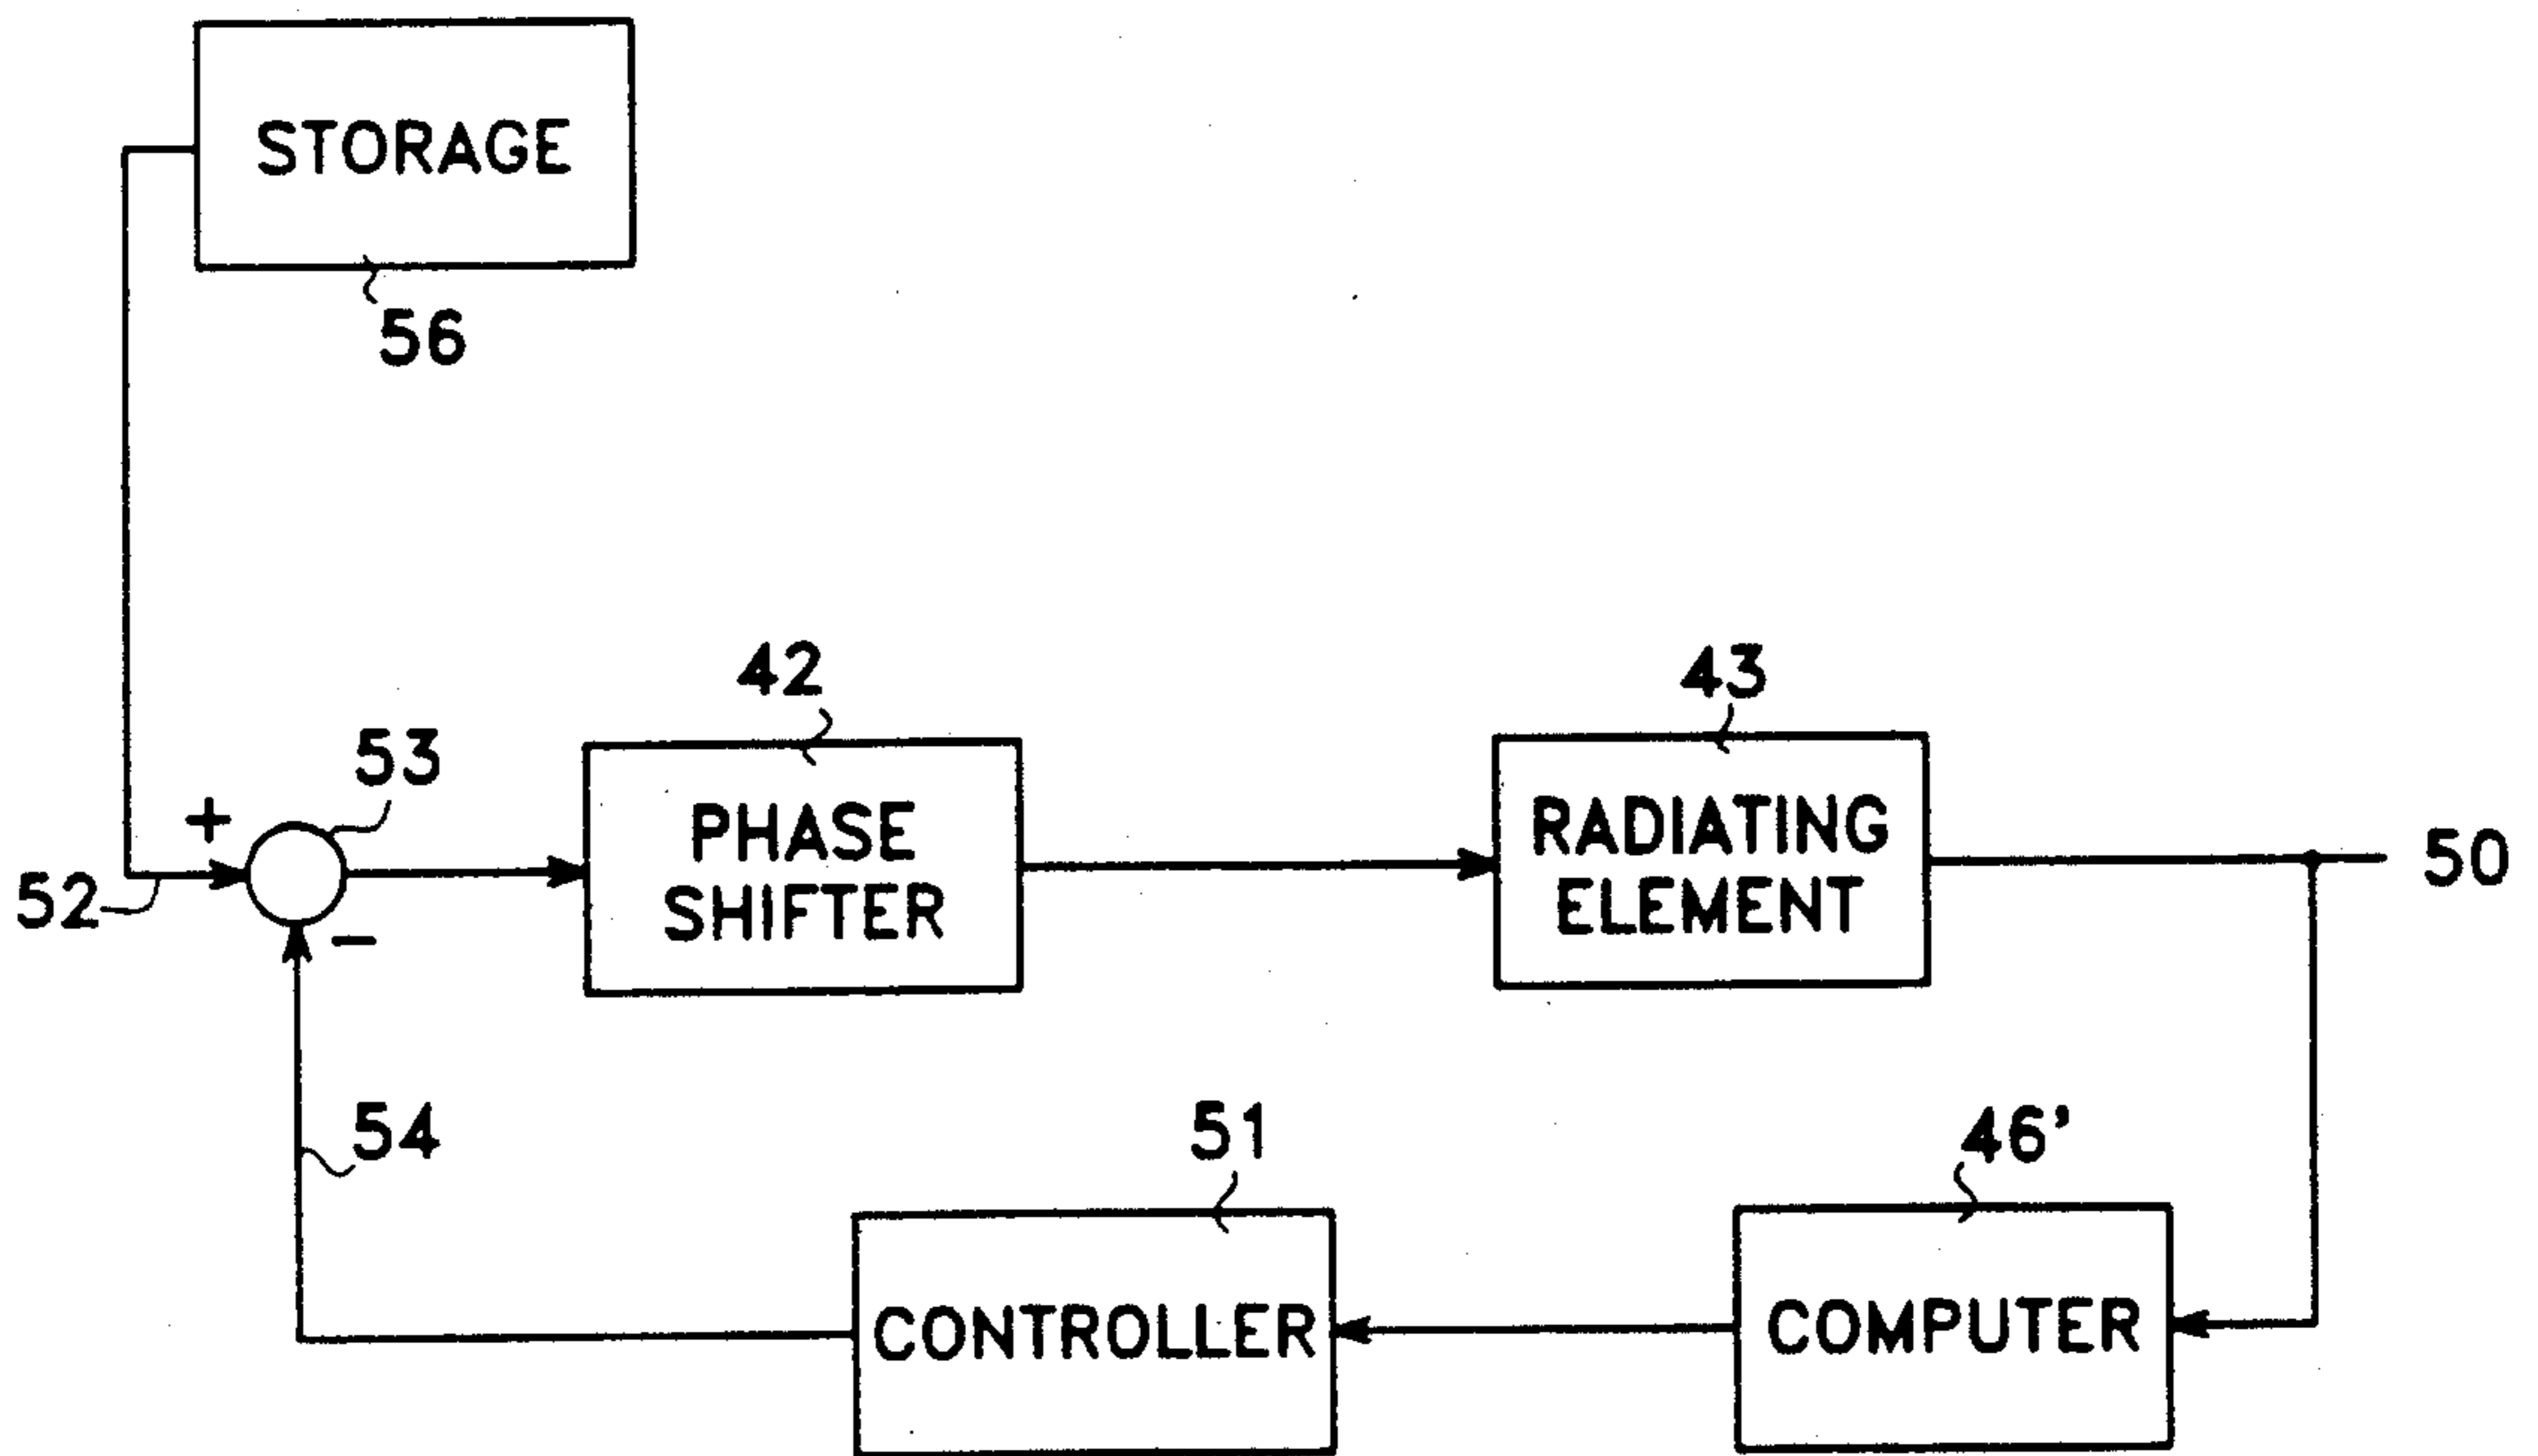 STORAGE
56
42
43
53
+
PHASE
SHIFTER
RADIATING
ELEMENT
50
52
−
54
51
46'
CONTROLLER
COMPUTER